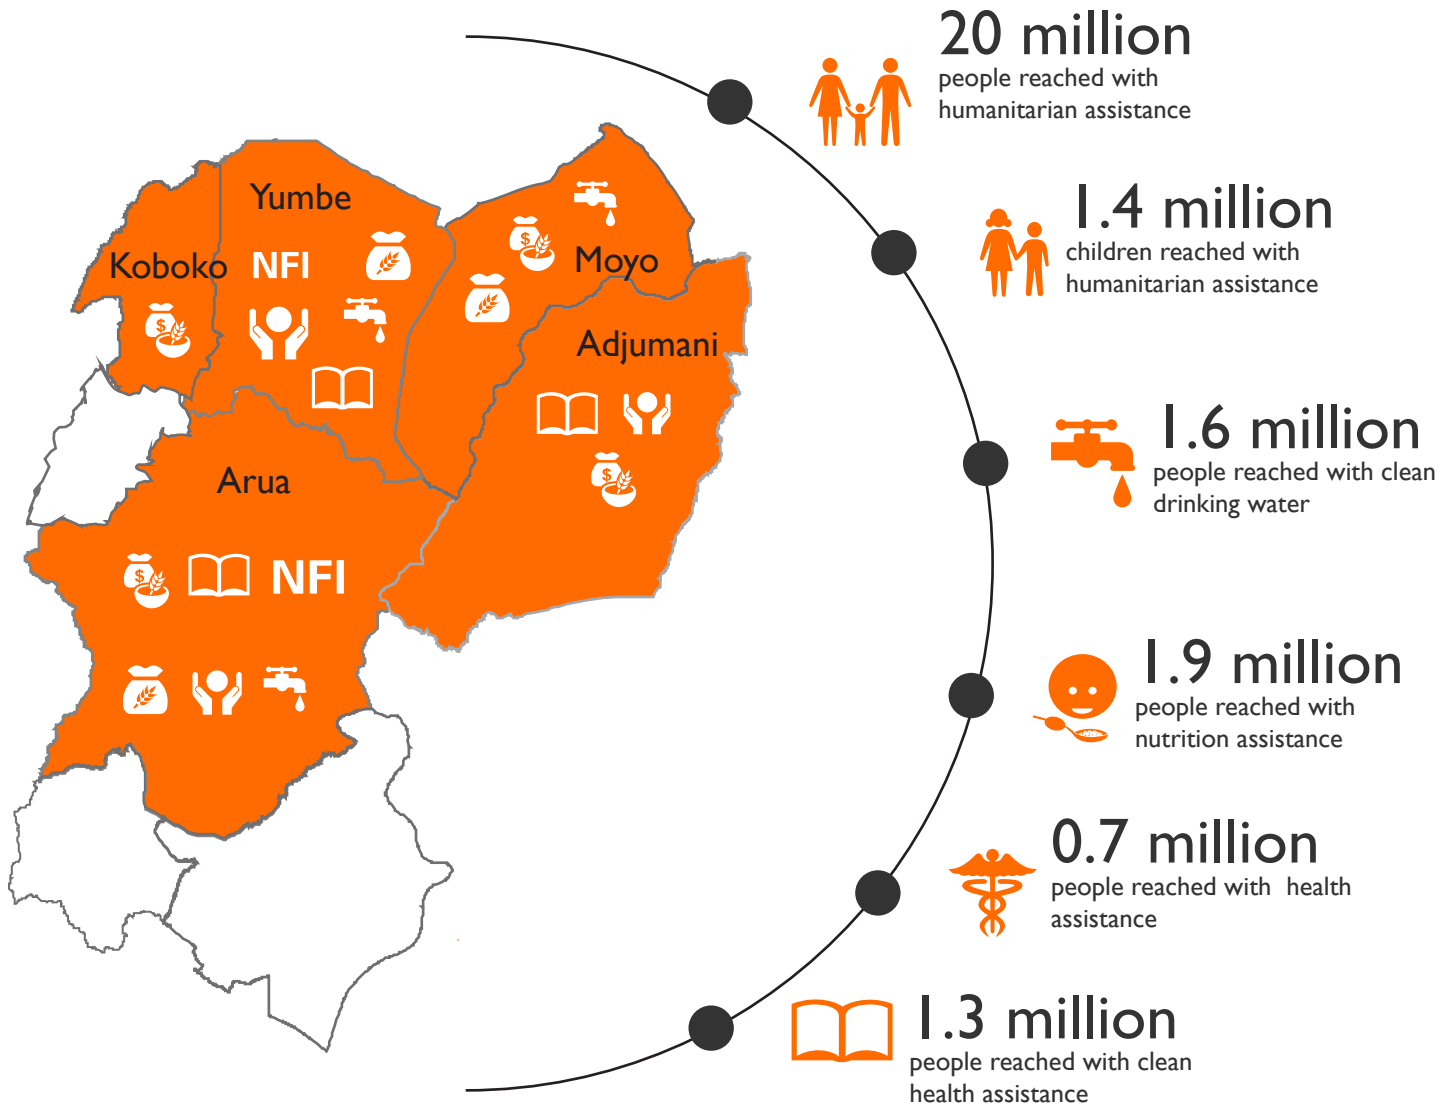 Yumbe
Koboko
NFI
Moyo
Adjumani
Arua
NFI
$
$
$
$
20 million
people reached with
humanitarian assistance
1.4 million
children reached with
humanitarian assistance
1.6 million
people reached with clean
drinking water
1.9 million
people reached with
nutrition assistance
0.7 million
people reached with health
assistance
1.3 million
people reached with clean
health assistance